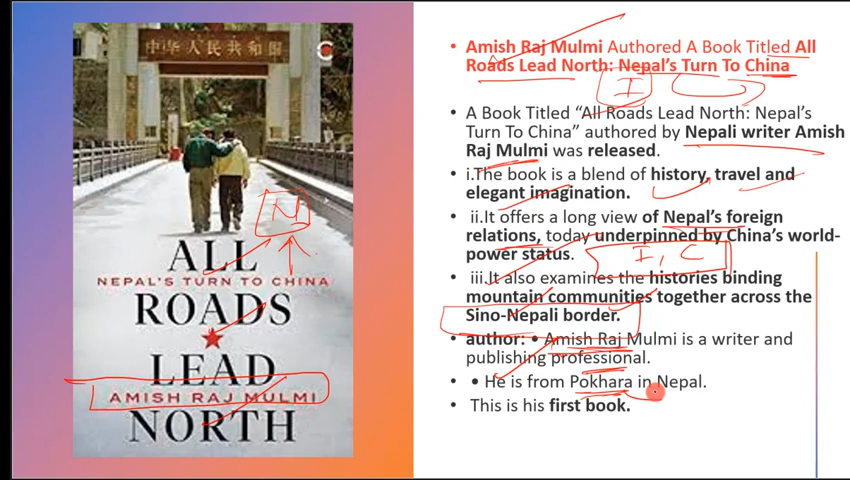 中华人民共和国
ALL
NEPAL'S TURN TO CHINA
ROADS
LEAD
AMISH RAJ MULMI
NORTH
N
• Amish Raj Mulmi Authored A Book Titled All
Roads Lead North: Nepal's Turn To China
I
A Book Titled “All Roads Lead North: Nepal's
Turn To China” authored by Nepali writer Amish
Raj Mulmi was released.
• i.The book is a blend of history, travel and
elegant imagination.
• ii.It offers a long view of Nepal's foreign
relations, today underpinned by China's world-
power status.
I, C
• iii.It also examines the histories binding
mountain communities together across the
Sino-Nepali border.
• author: • Amish Raj Mulmi is a writer and
publishing professional.
• • He is from Pokhara in Nepal.
• This is his first book.